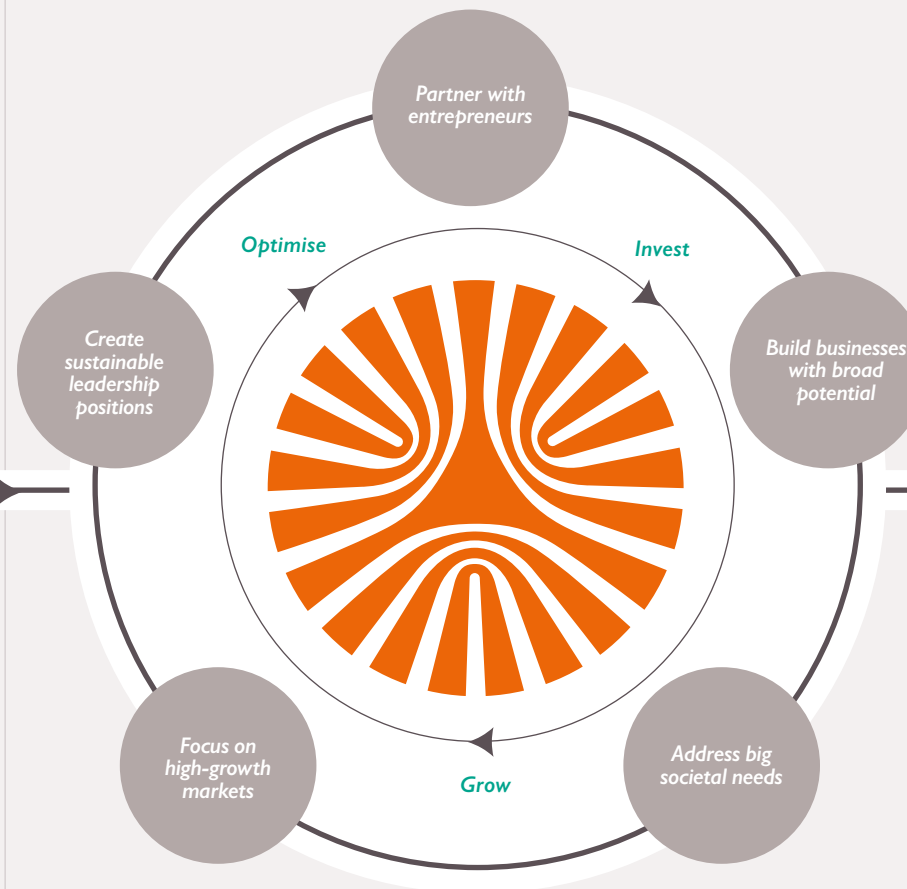 Partner with
entrepreneurs
Optimise
Invest
Create
sustainable
leadership
positions
Build businesses
with broad
potential
Focus on
high-growth
markets
Address big
societal needs
Grow